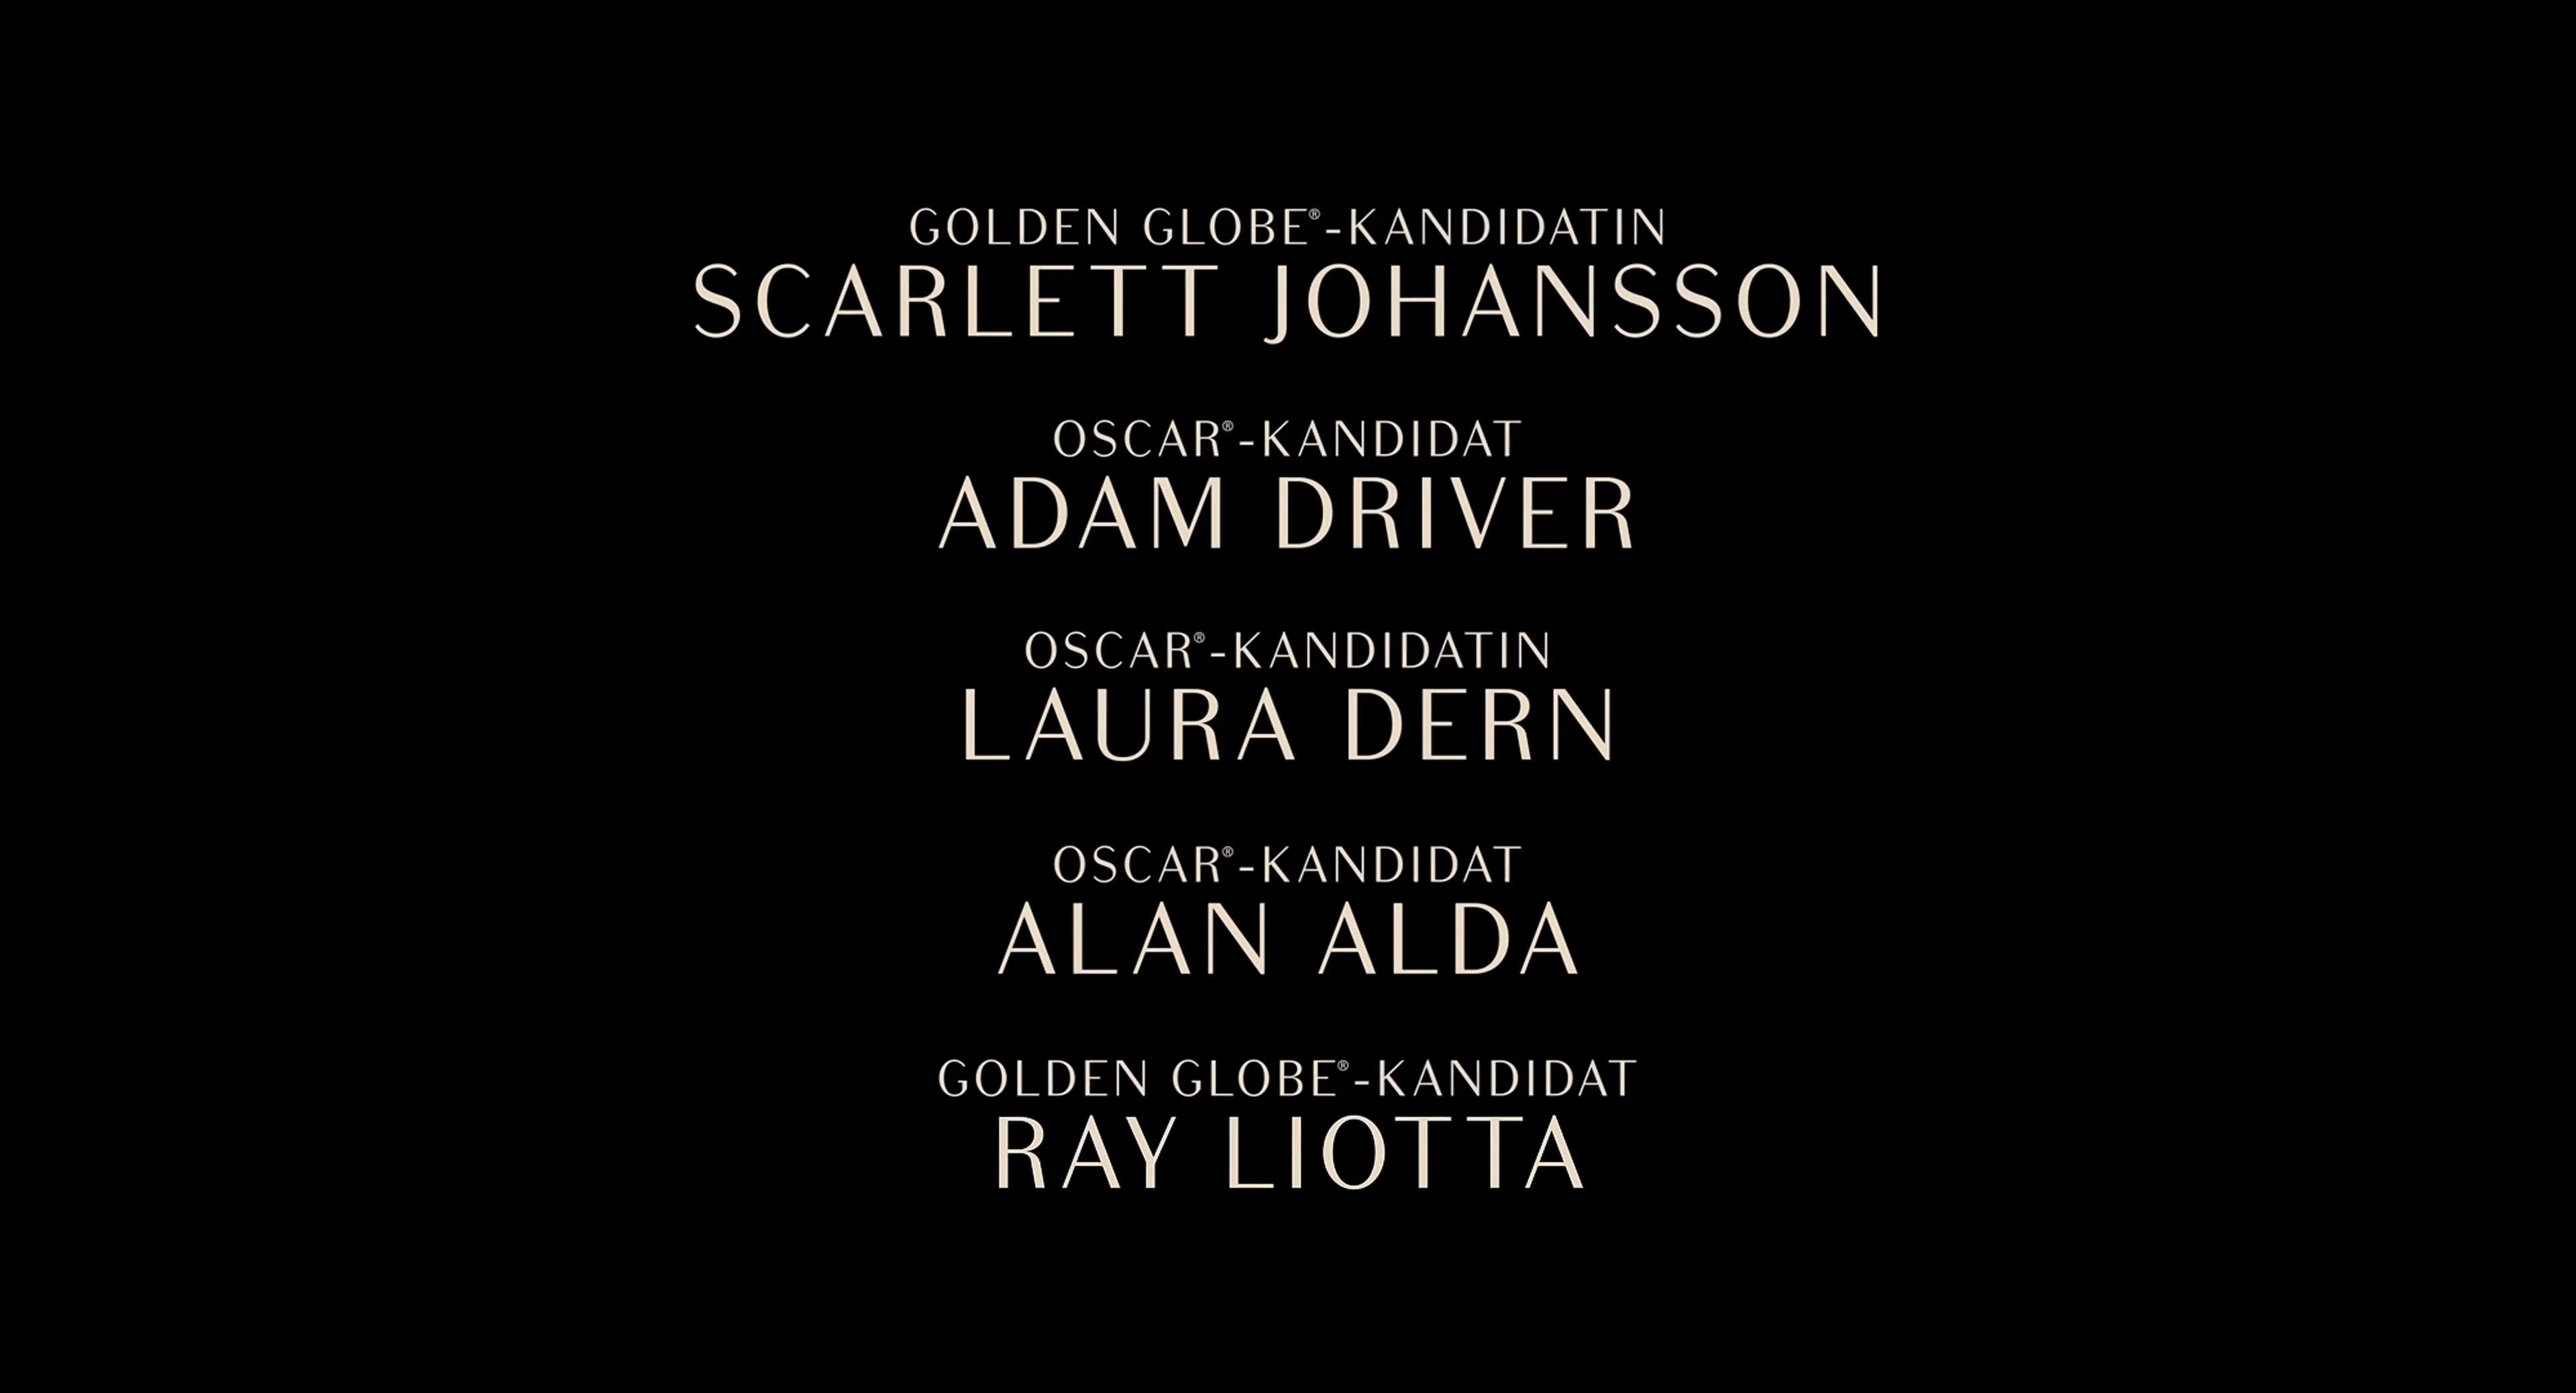 GOLDEN GLOBE®-KANDIDATIN
SCARLETT JOHANSSON
OSCAR®-KANDIDAT
ADAM DRIVER
OSCAR®-KANDIDATIN
LAURA DERN
OSCAR®-KANDIDAT
ALAN ALDA
GOLDEN GLOBE®-KANDIDAT
RAY LIOTTA